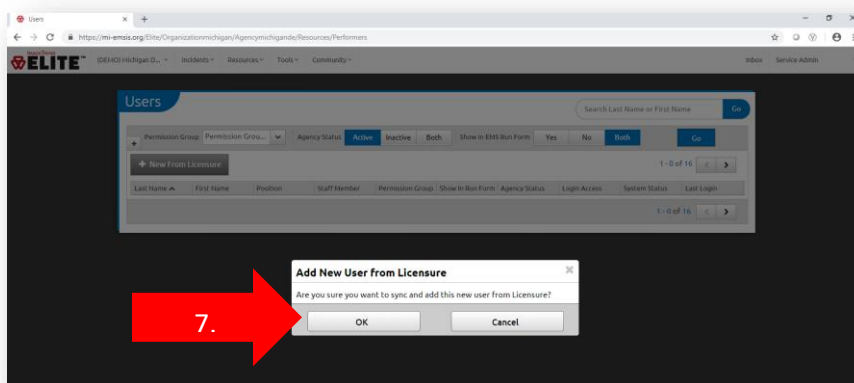 Users
https://mi-emsis.org/Elite/Organizationmichigan/Agencymichigande/Resources/Performers
ImageTrend
ELITE™ (DEMO) Michigan D... Incidents Resources Tools Community Inbox Service Admin
Users
Search Last Name or First Name Go
Permission Group Permission Grou... Agency Status Active Inactive Both Show in EMS Run Form Yes No Both Go
+ New From Licensure 1 - 0 of 16
Last Name First Name Position Staff Member Permission Group Show In Run Form Agency Status Login Access System Status Last Login
1 - 0 of 16
Add New User from Licensure
Are you sure you want to sync and add this new user from Licensure?
7. OK Cancel